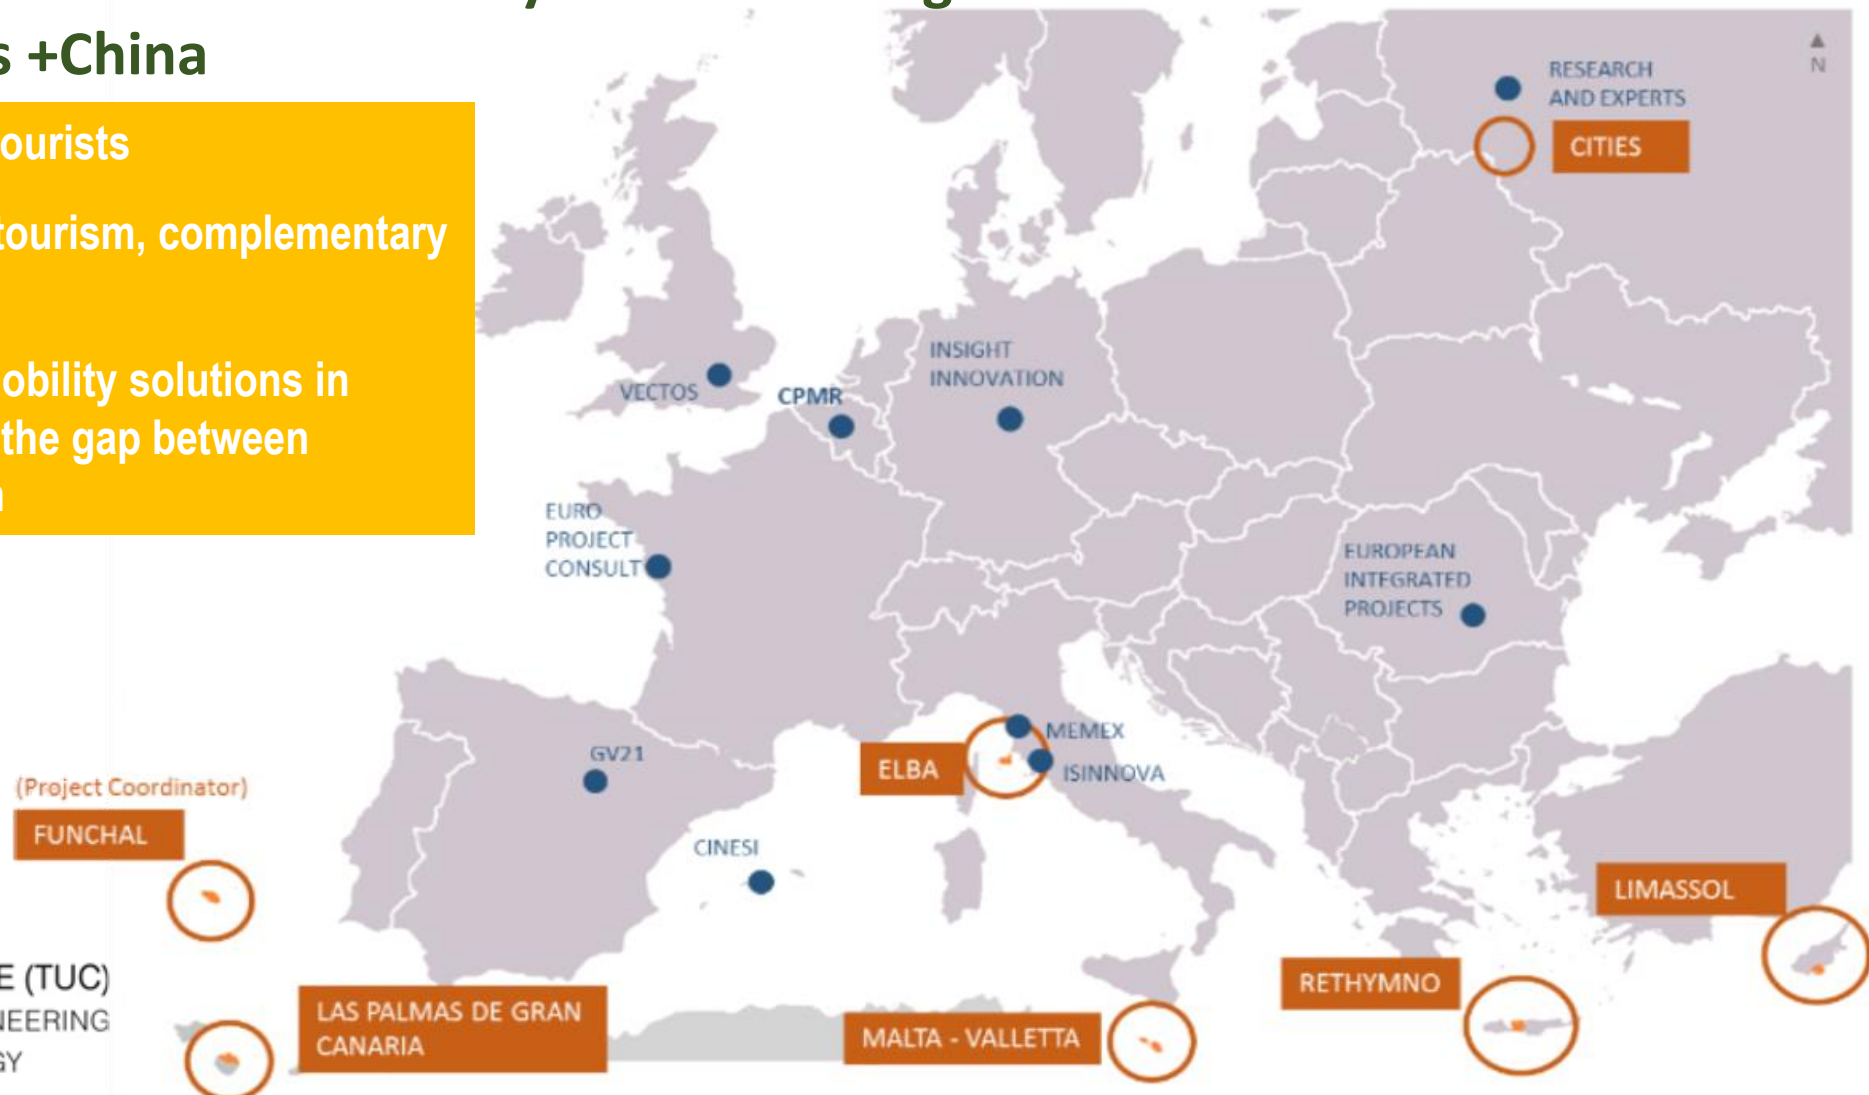 s +China
ourists
tourism, complementary
obility solutions in
the gap between
N
RESEARCH
AND EXPERTS
CITIES
INSIGHT
INNOVATION
VECTOS
CPMR
EURO
PROJECT
CONSULT
EUROPEAN
INTEGRATED
PROJECTS
GV21
MEMEX
ELBA
ISINNOVA
(Project Coordinator)
FUNCHAL
CINESI
LIMASSOL
E (TUC)
NEERING
GY
LAS PALMAS DE GRAN
CANARIA
MALTA - VALLETTA
RETHYMNO